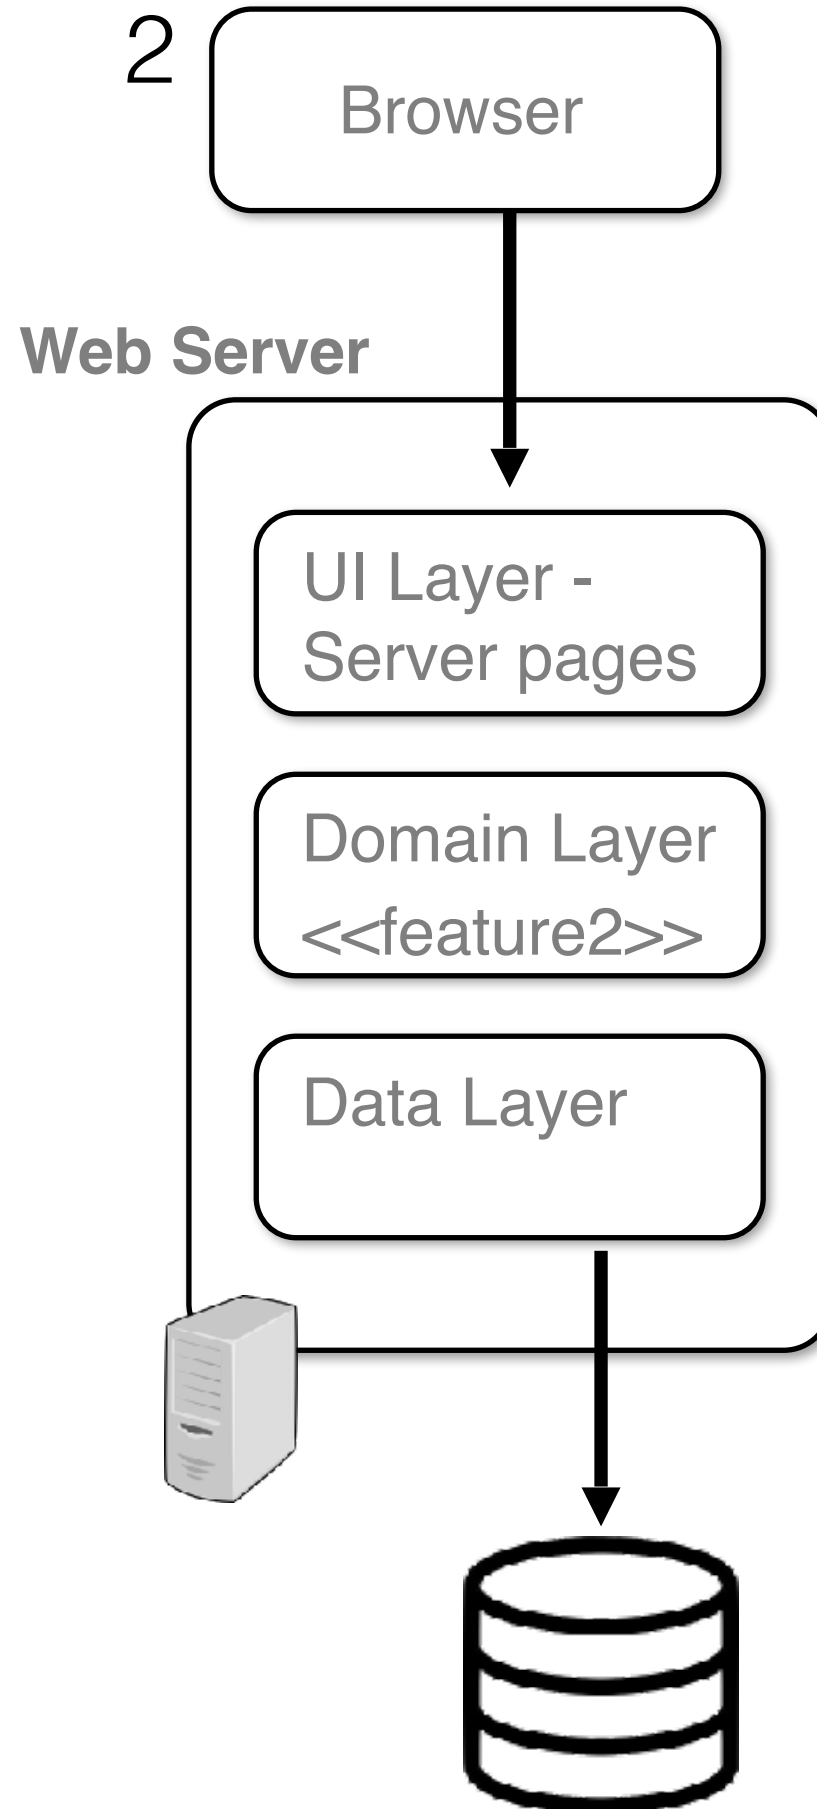 2
Browser
Web Server
UI Layer -
Server pages
Domain Layer
<<feature2>>
Data Layer